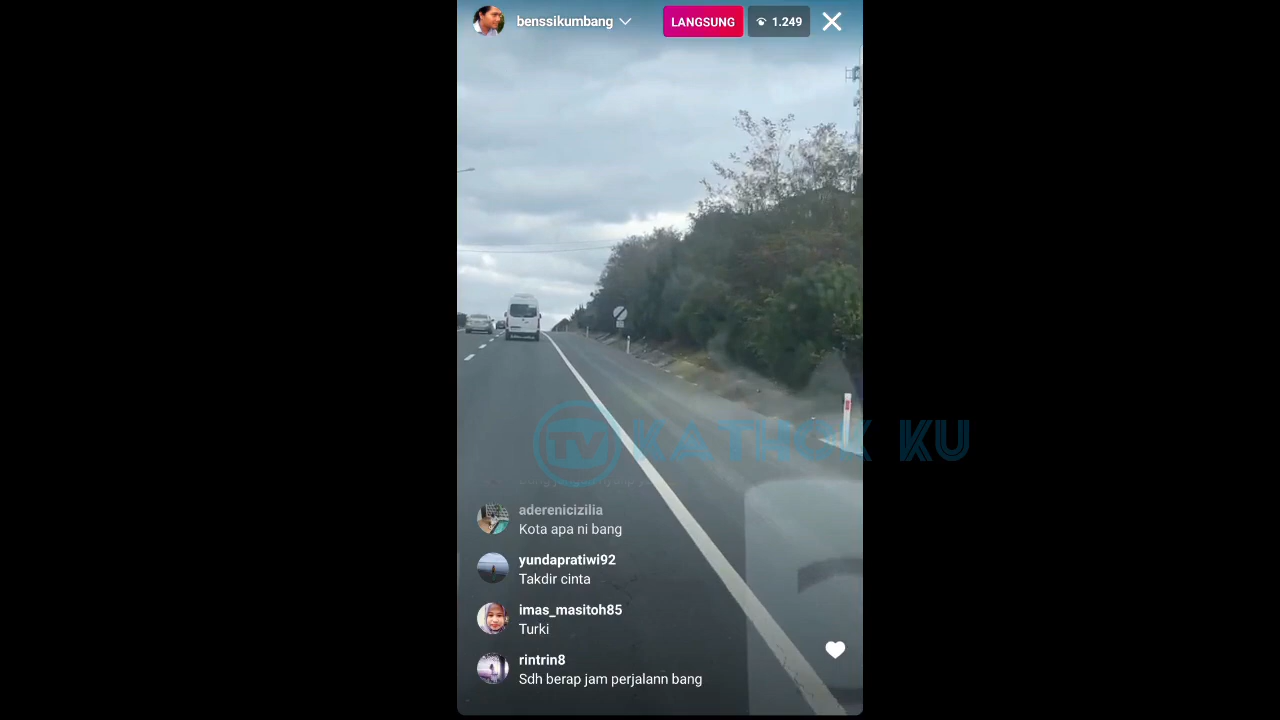 benssikumbang
LANGSUNG
1.249
TV KATHOK KU
aderenicizilia
Kota apa ni bang
yundapratiwi92
Takdir cinta
imas_masitoh85
Turki
rintrin8
Sdh berap jam perjalann bang